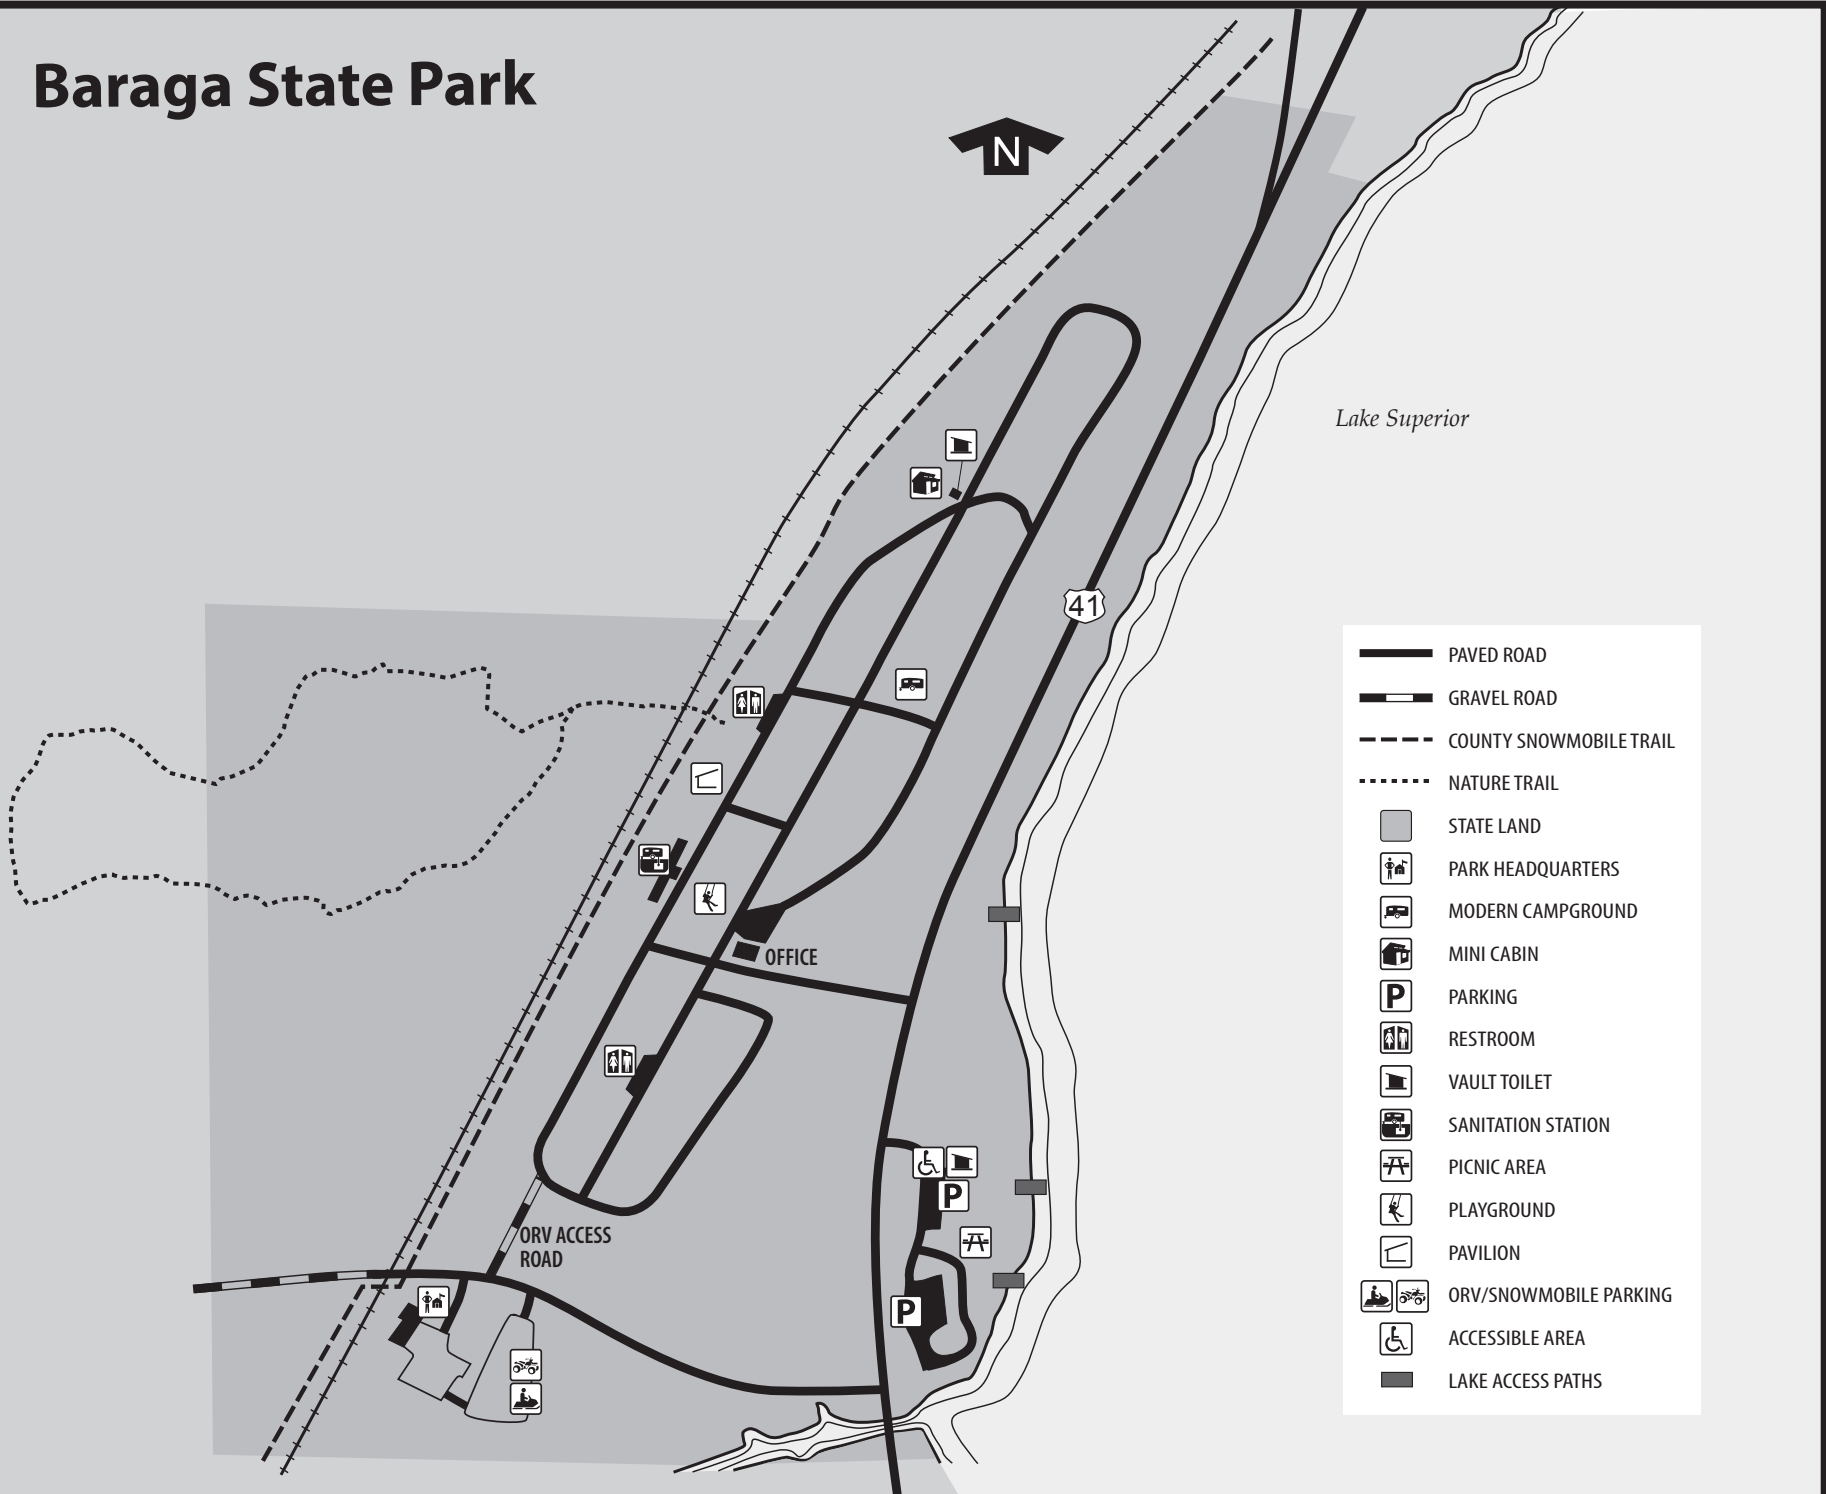 Baraga State Park
N
Lake Superior
41
OFFICE
ORV ACCESS
ROAD
P
P
PAVED ROAD
GRAVEL ROAD
COUNTY SNOWMOBILE TRAIL
NATURE TRAIL
STATE LAND
PARK HEADQUARTERS
MODERN CAMPGROUND
MINI CABIN
P PARKING
RESTROOM
VAULT TOILET
SANITATION STATION
PICNIC AREA
PLAYGROUND
PAVILION
ORV/SNOWMOBILE PARKING
ACCESSIBLE AREA
LAKE ACCESS PATHS